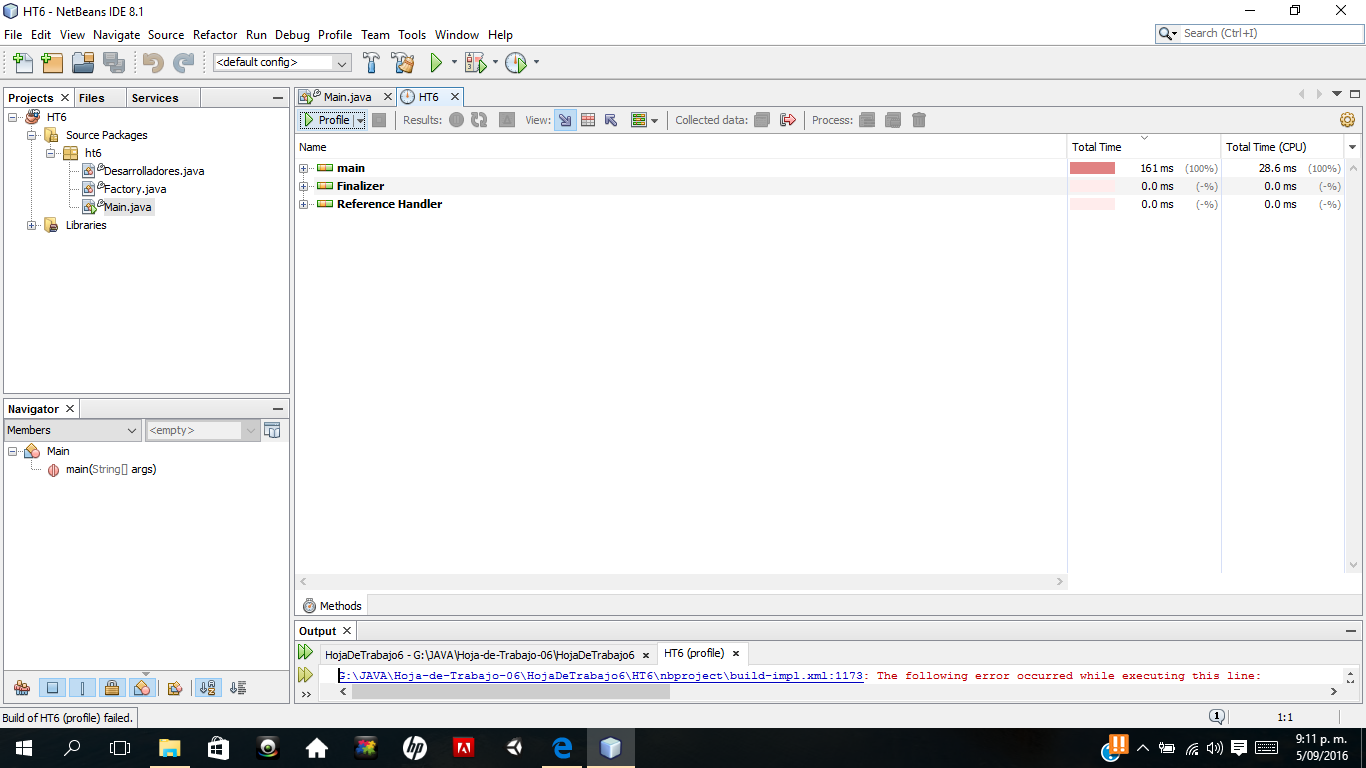 HT6 - NetBeans IDE 8.1
File Edit View Navigate Source Refactor Run Debug Profile Team Tools Window Help
Search (Ctrl+I)
<default config>
Projects Files Services
HT6
Source Packages
ht6
Desarrolladores.java
Factory.java
Main.java
Libraries
Main.java HT6
Profile Results: View: Collected data: Process:
Name Total Time Total Time (CPU)
main 161 ms (100%) 28.6 ms (100%)
Finalizer 0.0 ms (-%) 0.0 ms (-%)
Reference Handler 0.0 ms (-%) 0.0 ms (-%)
Methods
Navigator
Members <empty>
Main
main(String[] args)
Output
HojaDeTrabajo6 - G:\JAVA\Hoja-de-Trabajo-06\HojaDeTrabajo6 HT6 (profile)
G:\JAVA\Hoja-de-Trabajo-06\HojaDeTrabajo6\HT6\nbproject\build-impl.xml:1173: The following error occurred while executing this line:
Build of HT6 (profile) failed.
1 1:1
hp
9:11 p. m.
5/09/2016